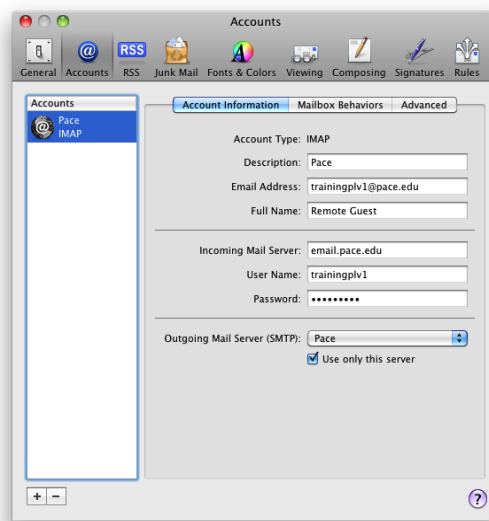 Accounts
RSS
General Accounts RSS Junk Mail Fonts & Colors Viewing Composing Signatures Rules
Accounts
Pace
IMAP
Account Information Mailbox Behaviors Advanced
Account Type: IMAP
Description: Pace
Email Address: trainingplv1@pace.edu
Full Name: Remote Guest
Incoming Mail Server: email.pace.edu
User Name: trainingplv1
Password: •••••••••
Outgoing Mail Server (SMTP): Pace
Use only this server
+ −
?